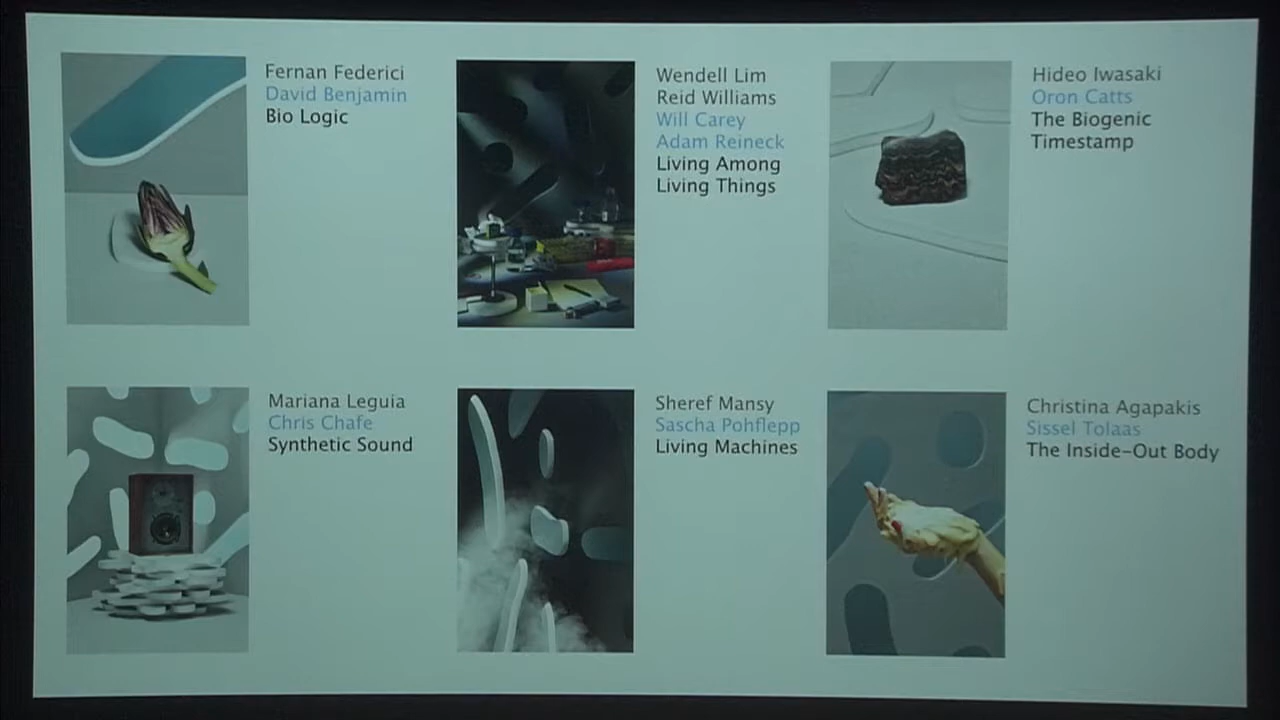 Fernan Federici
David Benjamin
Bio Logic
Wendell Lim
Reid Williams
Will Carey
Adam Reineck
Living Among
Living Things
Hideo Iwasaki
Oron Catts
The Biogenic
Timestamp
Mariana Leguia
Chris Chafe
Synthetic Sound
Sheref Mansy
Sascha Pohflepp
Living Machines
Christina Agapakis
Sissel Tolaas
The Inside-Out Body